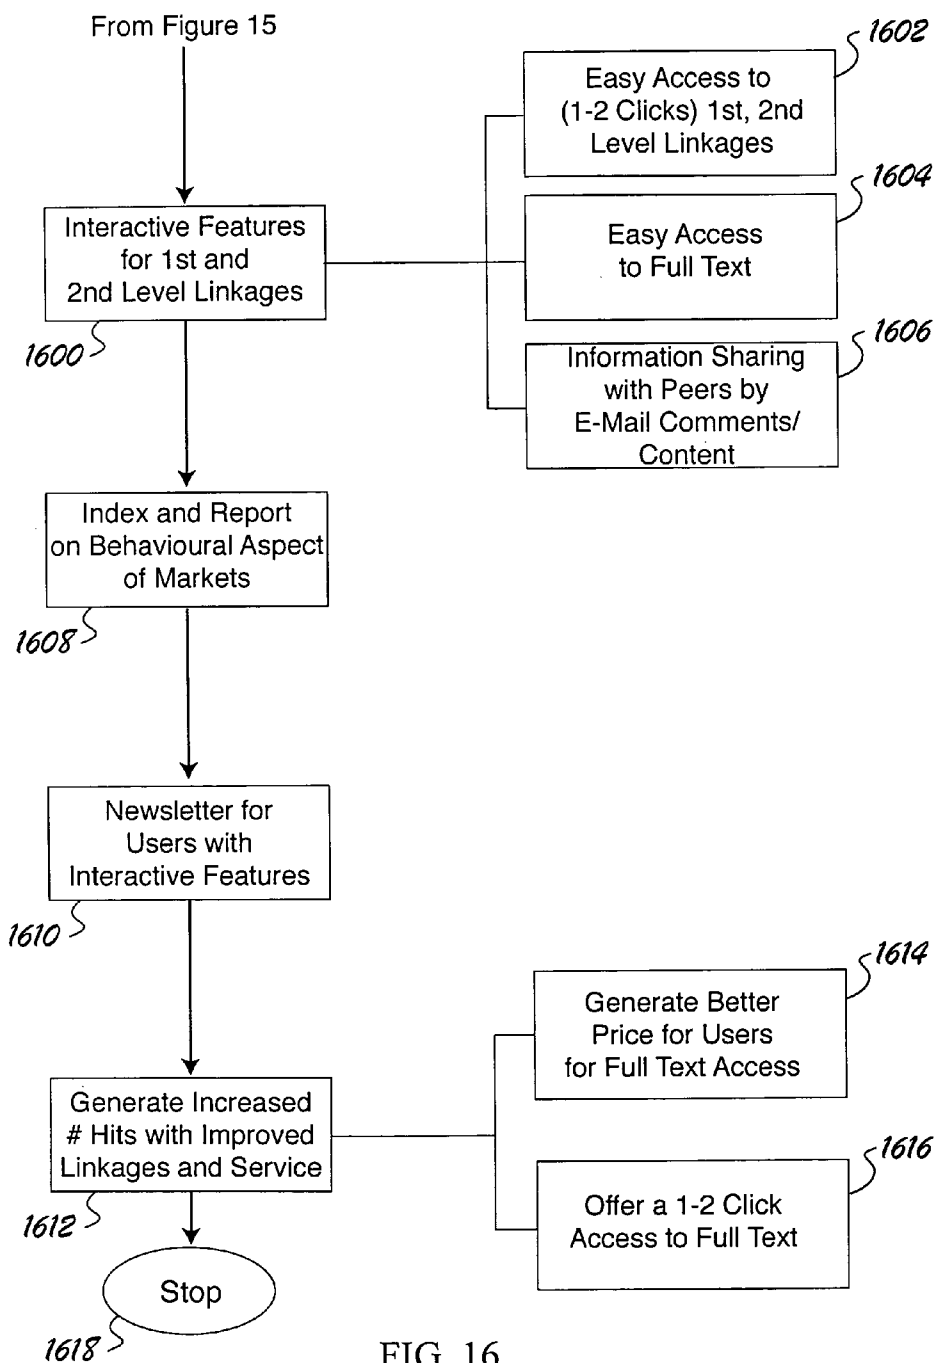 From Figure 15
1602
Easy Access to
(1-2 Clicks) 1st, 2nd
Level Linkages
1604
Easy Access
to Full Text
Interactive Features
for 1st and
2nd Level Linkages
1600
1606
Information Sharing
with Peers by
E-Mail Comments/
Content
Index and Report
on Behavioural Aspect
of Markets
1608
Newsletter for
Users with
Interactive Features
1610
1614
Generate Better
Price for Users
for Full Text Access
Generate Increased
# Hits with Improved
Linkages and Service
1612
1616
Offer a 1-2 Click
Access to Full Text
Stop
1618
FIG. 16